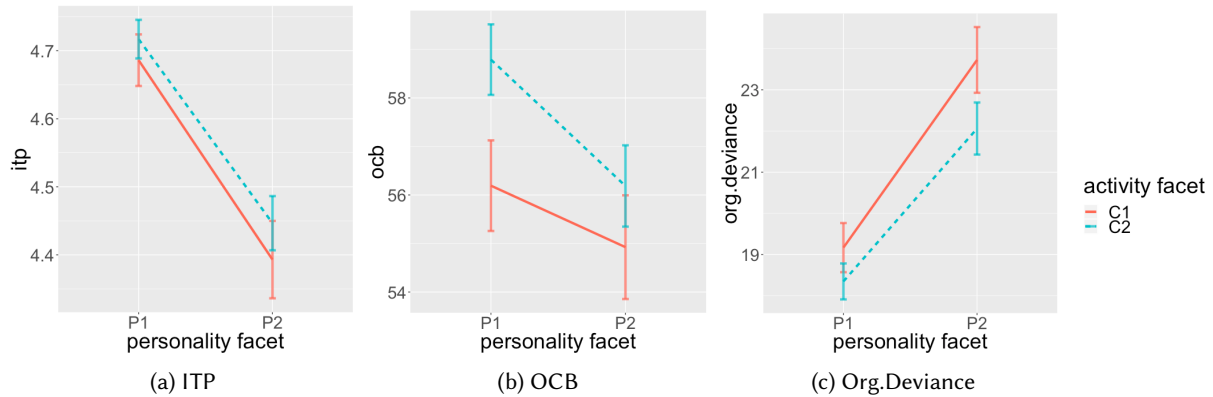 itp
4.7
4.6
4.5
4.4
P1 P2
personality facet
(a) ITP
ocb
58
56
54
P1 P2
personality facet
(b) OCB
org.deviance
23
21
19
P1 P2
personality facet
(c) Org.Deviance
activity facet
C1
C2